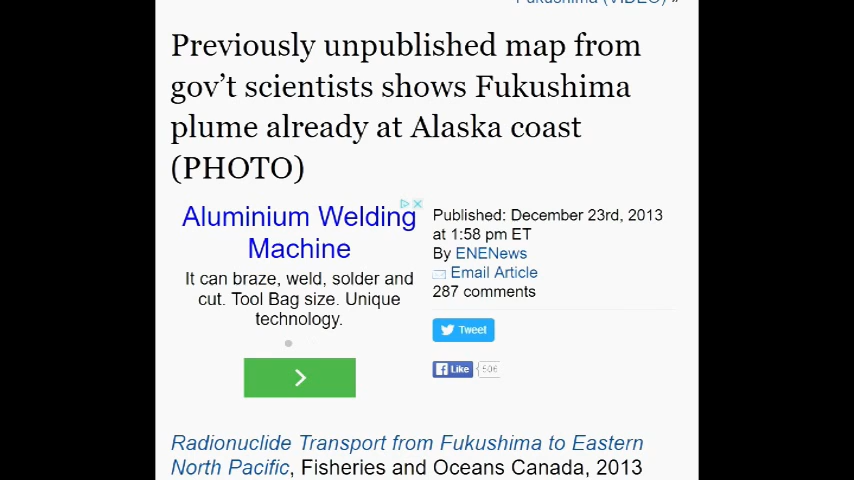 Previously unpublished map from
gov't scientists shows Fukushima
plume already at Alaska coast
(PHOTO)
Aluminium Welding
Machine
It can braze, weld, solder and
cut. Tool Bag size. Unique
technology.
Published: December 23rd, 2013
at 1:58 pm ET
By ENENews
Email Article
287 comments
Tweet
Like
Radionuclide Transport from Fukushima to Eastern
North Pacific, Fisheries and Oceans Canada, 2013